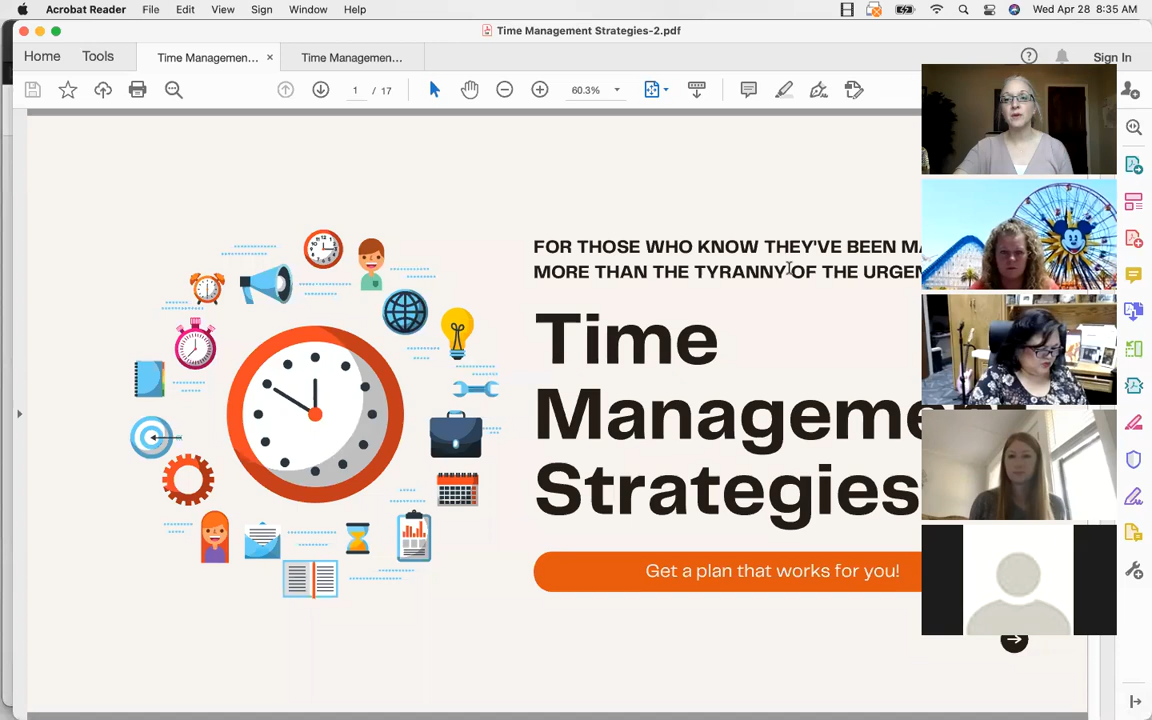 Acrobat Reader File Edit View Sign Window Help Wed Apr 28 8:35 AM
Time Management Strategies-2.pdf
Home Tools Time Managemen... × Time Managemen... Sign In
1 / 17 60.3%
FOR THOSE WHO KNOW THEY'VE BEEN MA
MORE THAN THE TYRANNY OF THE URGEN
Time
Management
Strategies
Get a plan that works for you!